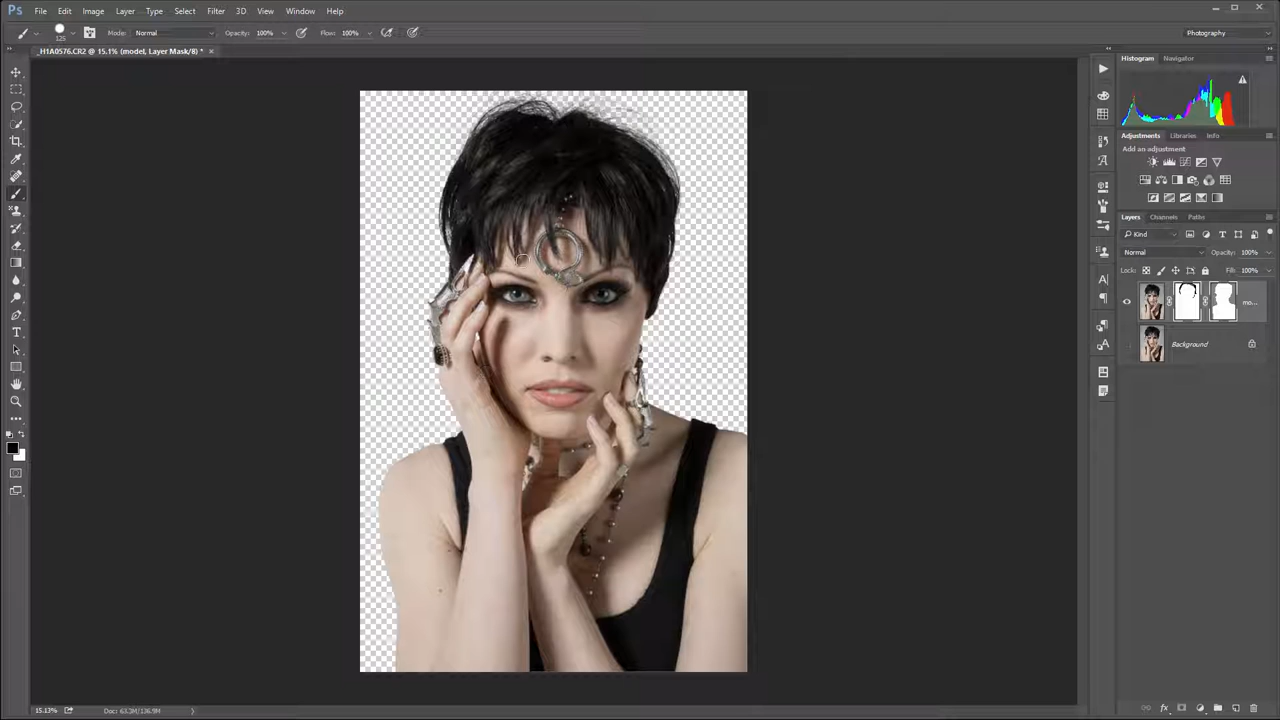 Ps File Edit Image Layer Type Select Filter 3D View Window Help
125 Mode: Normal Opacity: 100% Flow: 100% Photography
_H1A0576.CR2 @ 15.1% (model, Layer Mask/8) * ×
Histogram Navigator
Adjustments Libraries Info
Add an adjustment
Layers Channels Paths
Kind
Normal Opacity: 100%
Lock: Fill: 100%
mo...
Background
15.13% Doc: 63.3M/136.9M